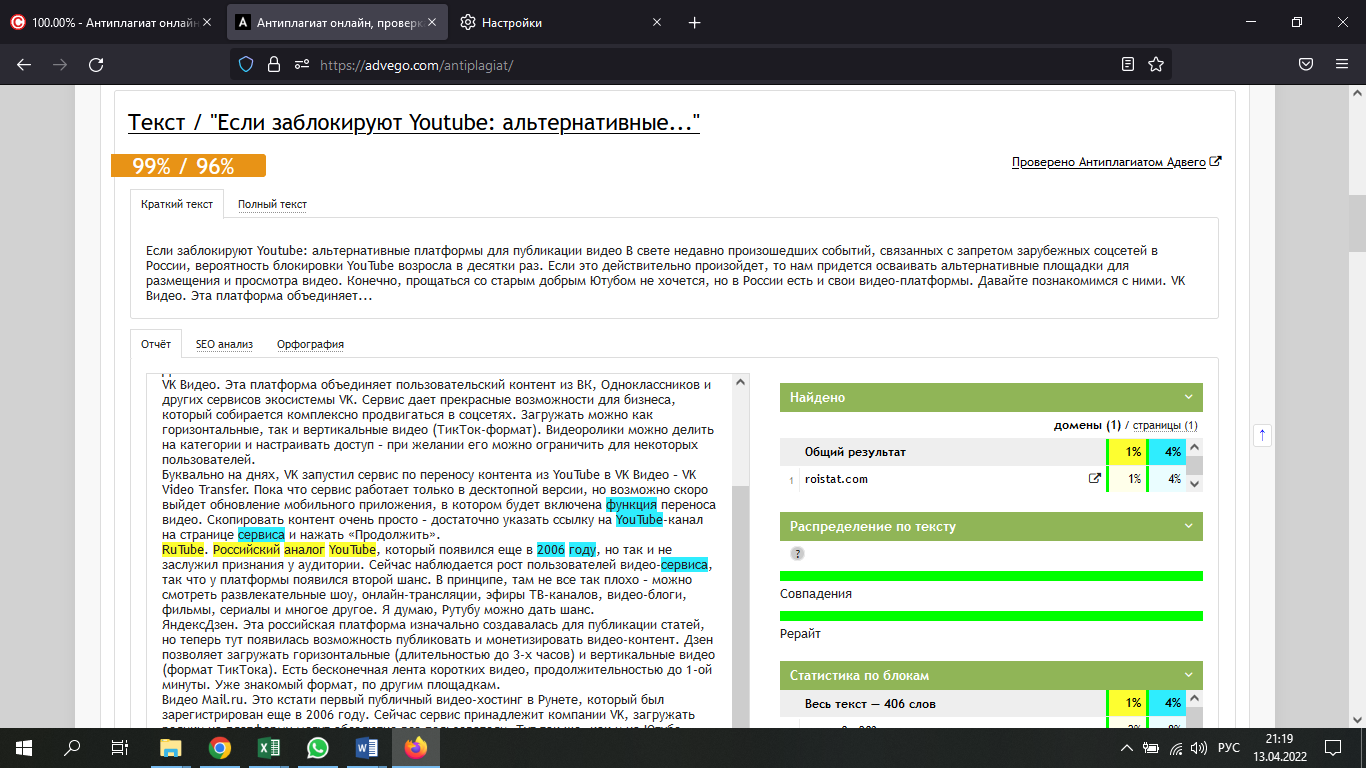 100.00% - Антиплагиат онлайн
Антиплагиат онлайн, проверк
Настройки
https://advego.com/antiplagiat/
Текст / "Если заблокируют Youtube: альтернативные..."
99% / 96%
Проверено Антиплагиатом Адвего
Краткий текст
Полный текст
Если заблокируют Youtube: альтернативные платформы для публикации видео В свете недавно произошедших событий, связанных с запретом зарубежных соцсетей в
России, вероятность блокировки YouTube возросла в десятки раз. Если это действительно произойдет, то нам придется осваивать альтернативные площадки для
размещения и просмотра видео. Конечно, прощаться со старым добрым Ютубом не хочется, но в России есть и свои видео-платформы. Давайте познакомимся с ними. VK
Видео. Эта платформа объединяет...
Отчёт
SEO анализ
Орфография
VK Видео. Эта платформа объединяет пользовательский контент из ВК, Одноклассников и
других сервисов экосистемы VK. Сервис дает прекрасные возможности для бизнеса,
который собирается комплексно продвигаться в соцсетях. Загружать можно как
горизонтальные, так и вертикальные видео (ТикТок-формат). Видеоролики можно делить
на категории и настраивать доступ - при желании его можно ограничить для некоторых
пользователей.
Буквально на днях, VK запустил сервис по переносу контента из YouTube в VK Видео - VK
Video Transfer. Пока что сервис работает только в десктопной версии, но возможно скоро
выйдет обновление мобильного приложения, в котором будет включена функция переноса
видео. Скопировать контент очень просто - достаточно указать ссылку на YouTube-канал
на странице сервиса и нажать «Продолжить».
RuTube. Российский аналог YouTube, который появился еще в 2006 году, но так и не
заслужил признания у аудитории. Сейчас наблюдается рост пользователей видео-сервиса,
так что у платформы появился второй шанс. В принципе, там не все так плохо - можно
смотреть развлекательные шоу, онлайн-трансляции, эфиры ТВ-каналов, видео-блоги,
фильмы, сериалы и многое другое. Я думаю, Рутубу можно дать шанс.
ЯндексДзен. Эта российская платформа изначально создавалась для публикации статей,
но теперь тут появилась возможность публиковать и монетизировать видео-контент. Дзен
позволяет загружать горизонтальные (длительностью до 3-х часов) и вертикальные видео
(формат ТикТока). Есть бесконечная лента коротких видео, продолжительностью до 1-ой
минуты. Уже знакомый формат, по другим площадкам.
Видео Mail.ru. Это кстати первый публичный видео-хостинг в Рунете, который был
зарегистрирован еще в 2006 году. Сейчас сервис принадлежит компании VK, загружать
Найдено
домены (1) / страницы (1)
Общий результат 1% 4%
1 roistat.com 1% 4%
Распределение по тексту
?
Совпадения
Рерайт
Статистика по блокам
Весь текст — 406 слов 1% 4%
↑
РУС
21:19
13.04.2022